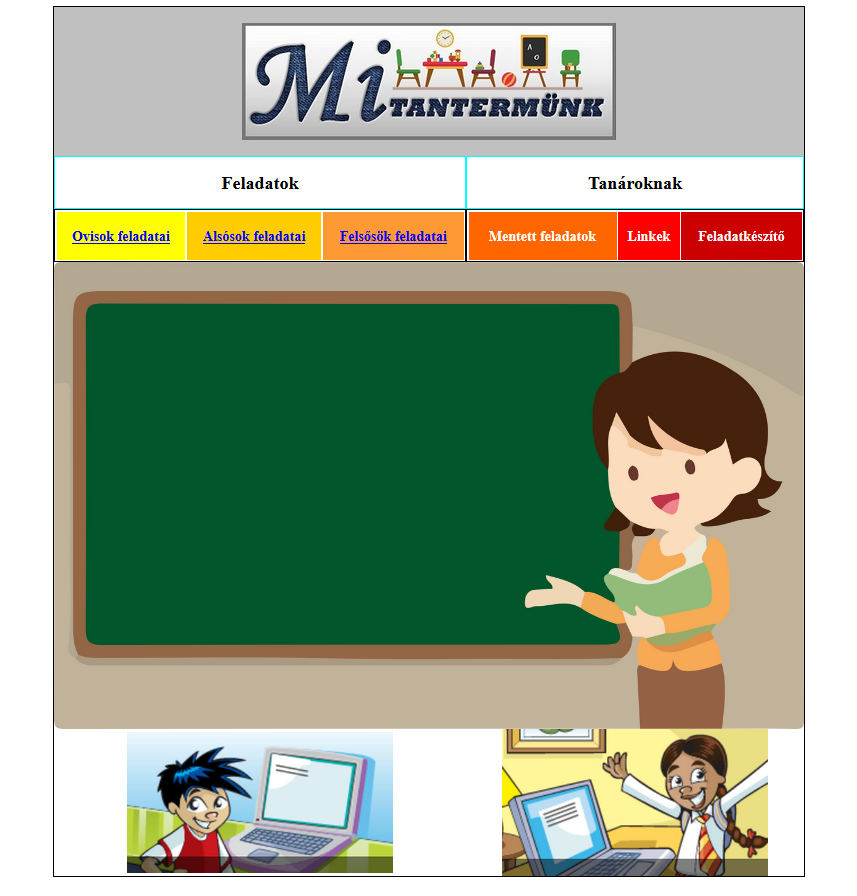 Mi
TANTERMÜNK
A
O
Feladatok Tanároknak
Ovisok feladatai Alsósok feladatai Felsősök feladatai Mentett feladatok Linkek Feladatkészítő